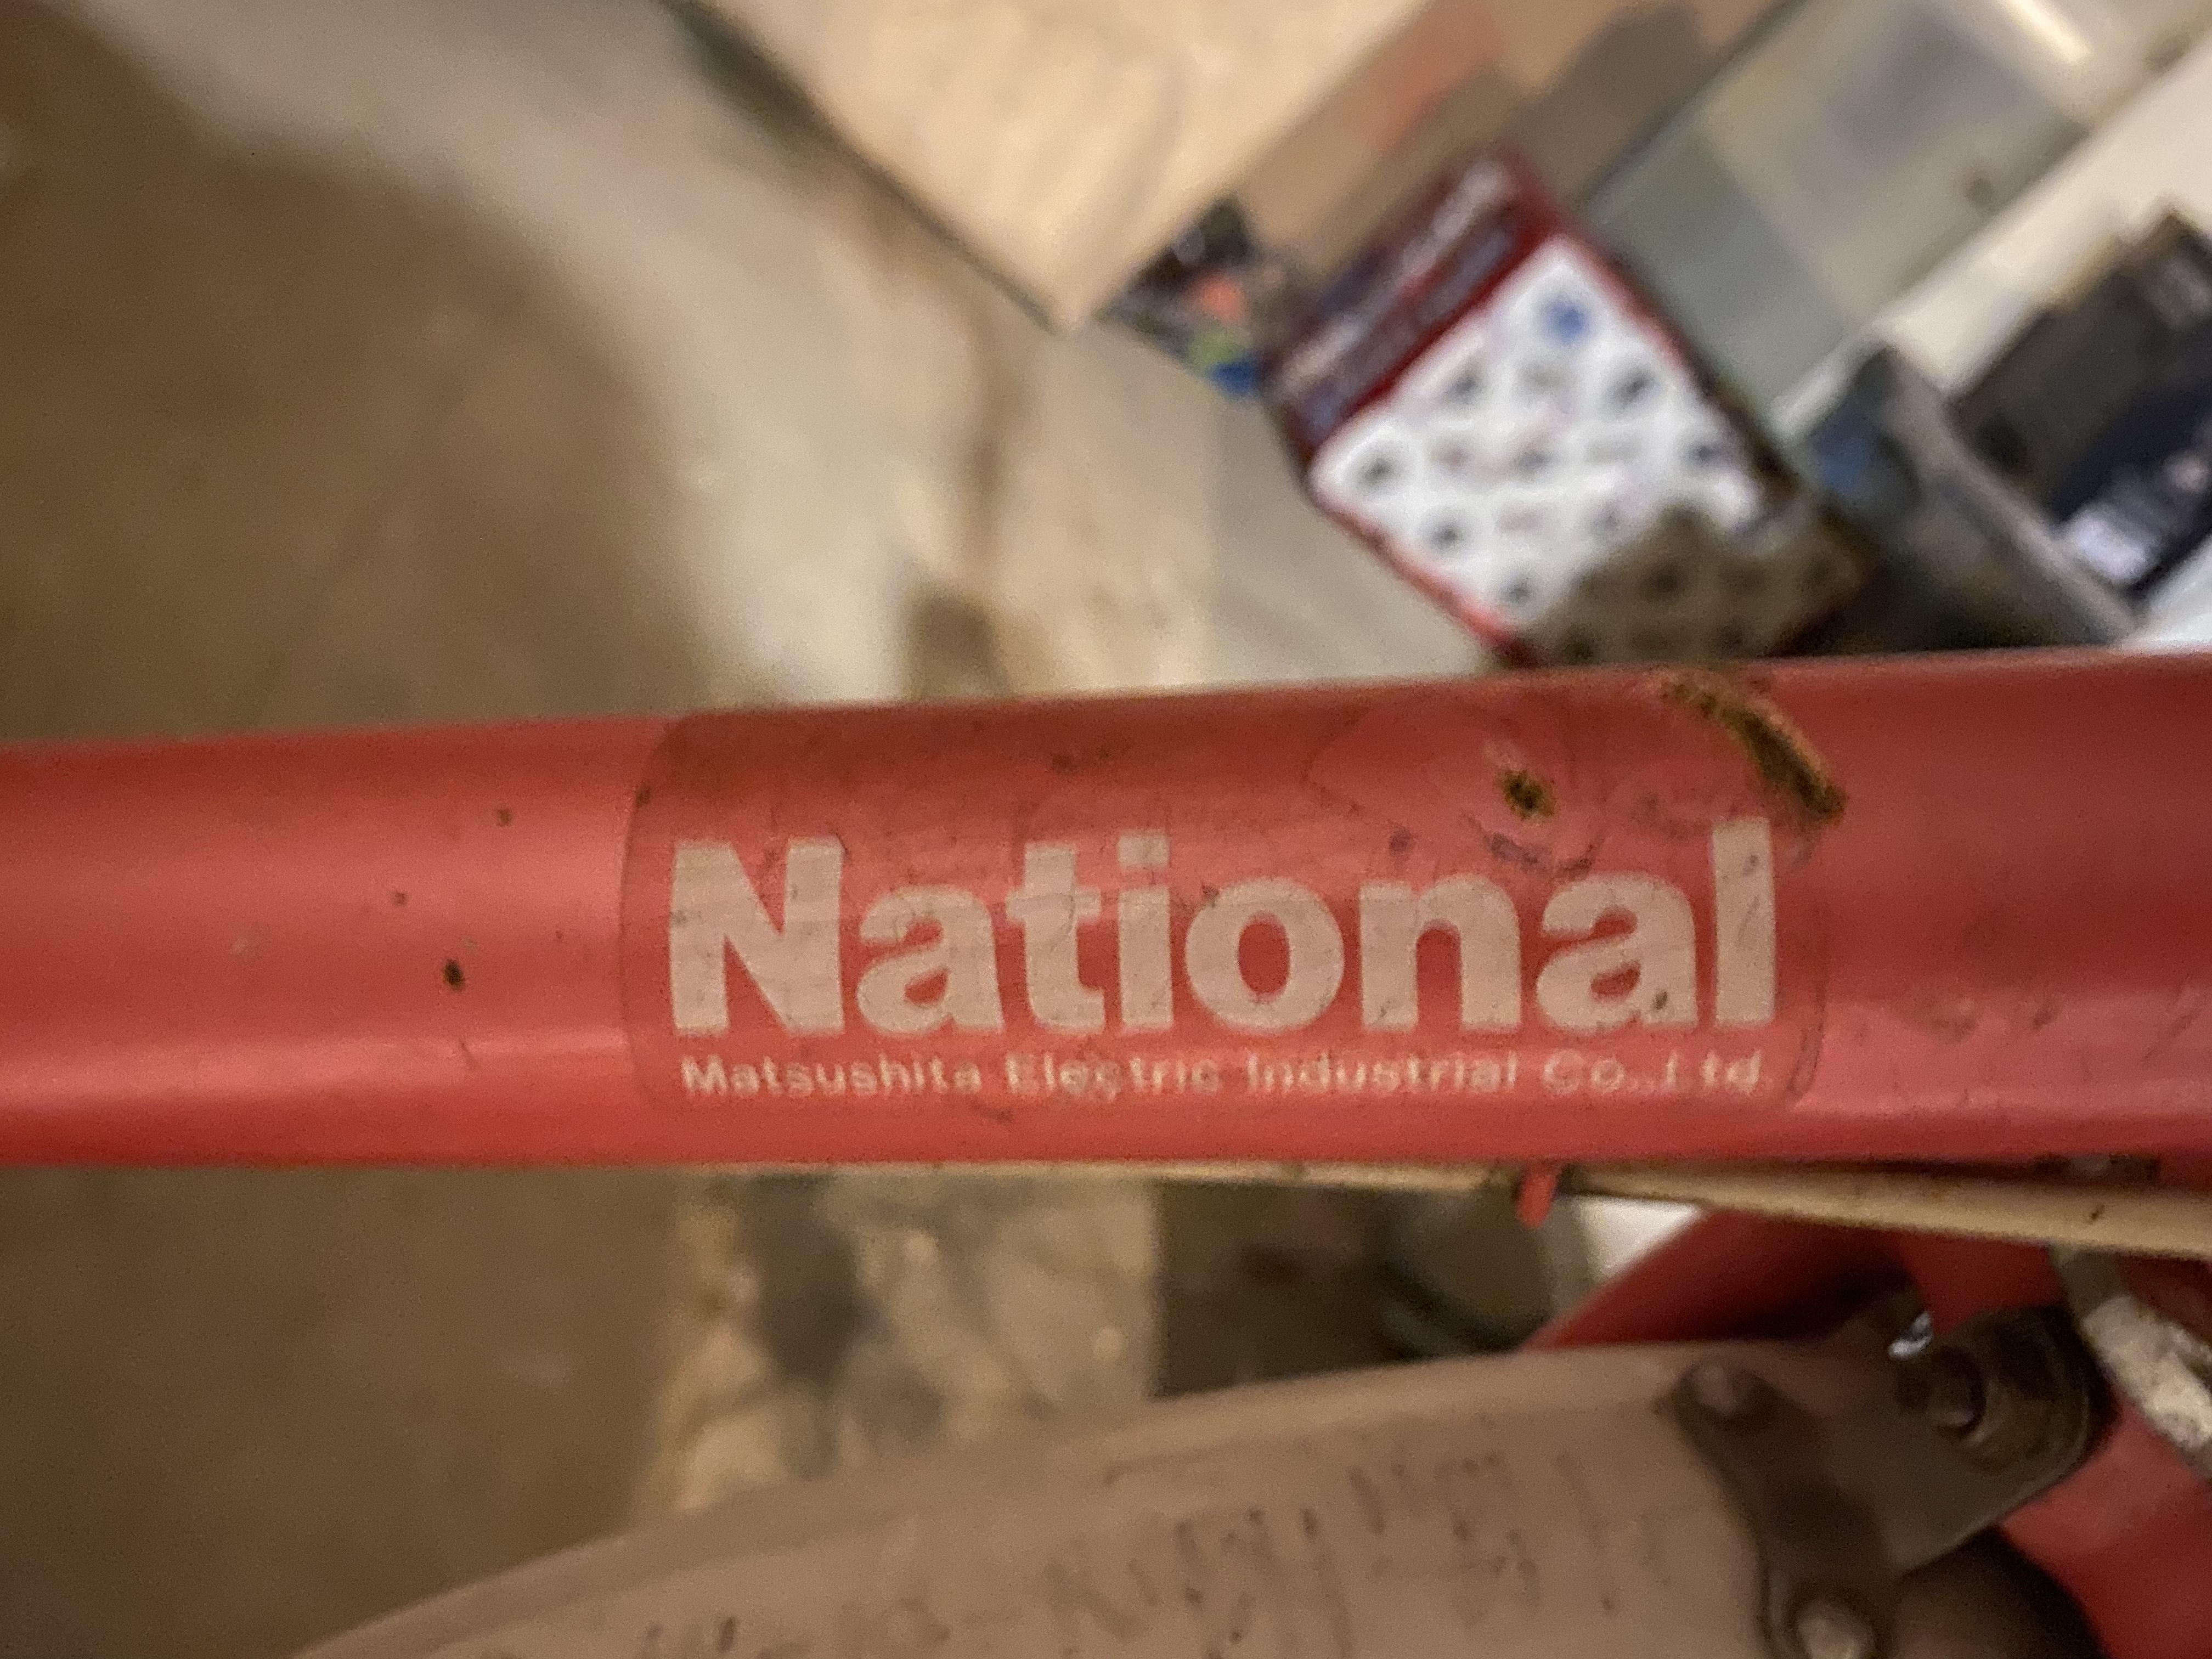 National
Matsushita Electric Industrial Co.,Ltd.